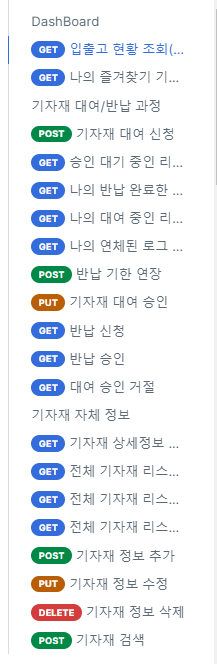 DashBoard
GET 입출고 현황 조회(...
GET 나의 즐겨찾기 기...
기자재 대여/반납 과정
POST 기자재 대여 신청
GET 승인 대기 중인 리...
GET 나의 반납 완료한 ...
GET 나의 대여 중인 리...
GET 나의 연체된 로그 ...
POST 반납 기한 연장
PUT 기자재 대여 승인
GET 반납 신청
GET 반납 승인
GET 대여 승인 거절
기자재 자체 정보
GET 기자재 상세정보 ...
GET 전체 기자재 리스...
GET 전체 기자재 리스...
GET 전체 기자재 리스...
POST 기자재 정보 추가
PUT 기자재 정보 수정
DELETE 기자재 정보 삭제
POST 기자재 검색